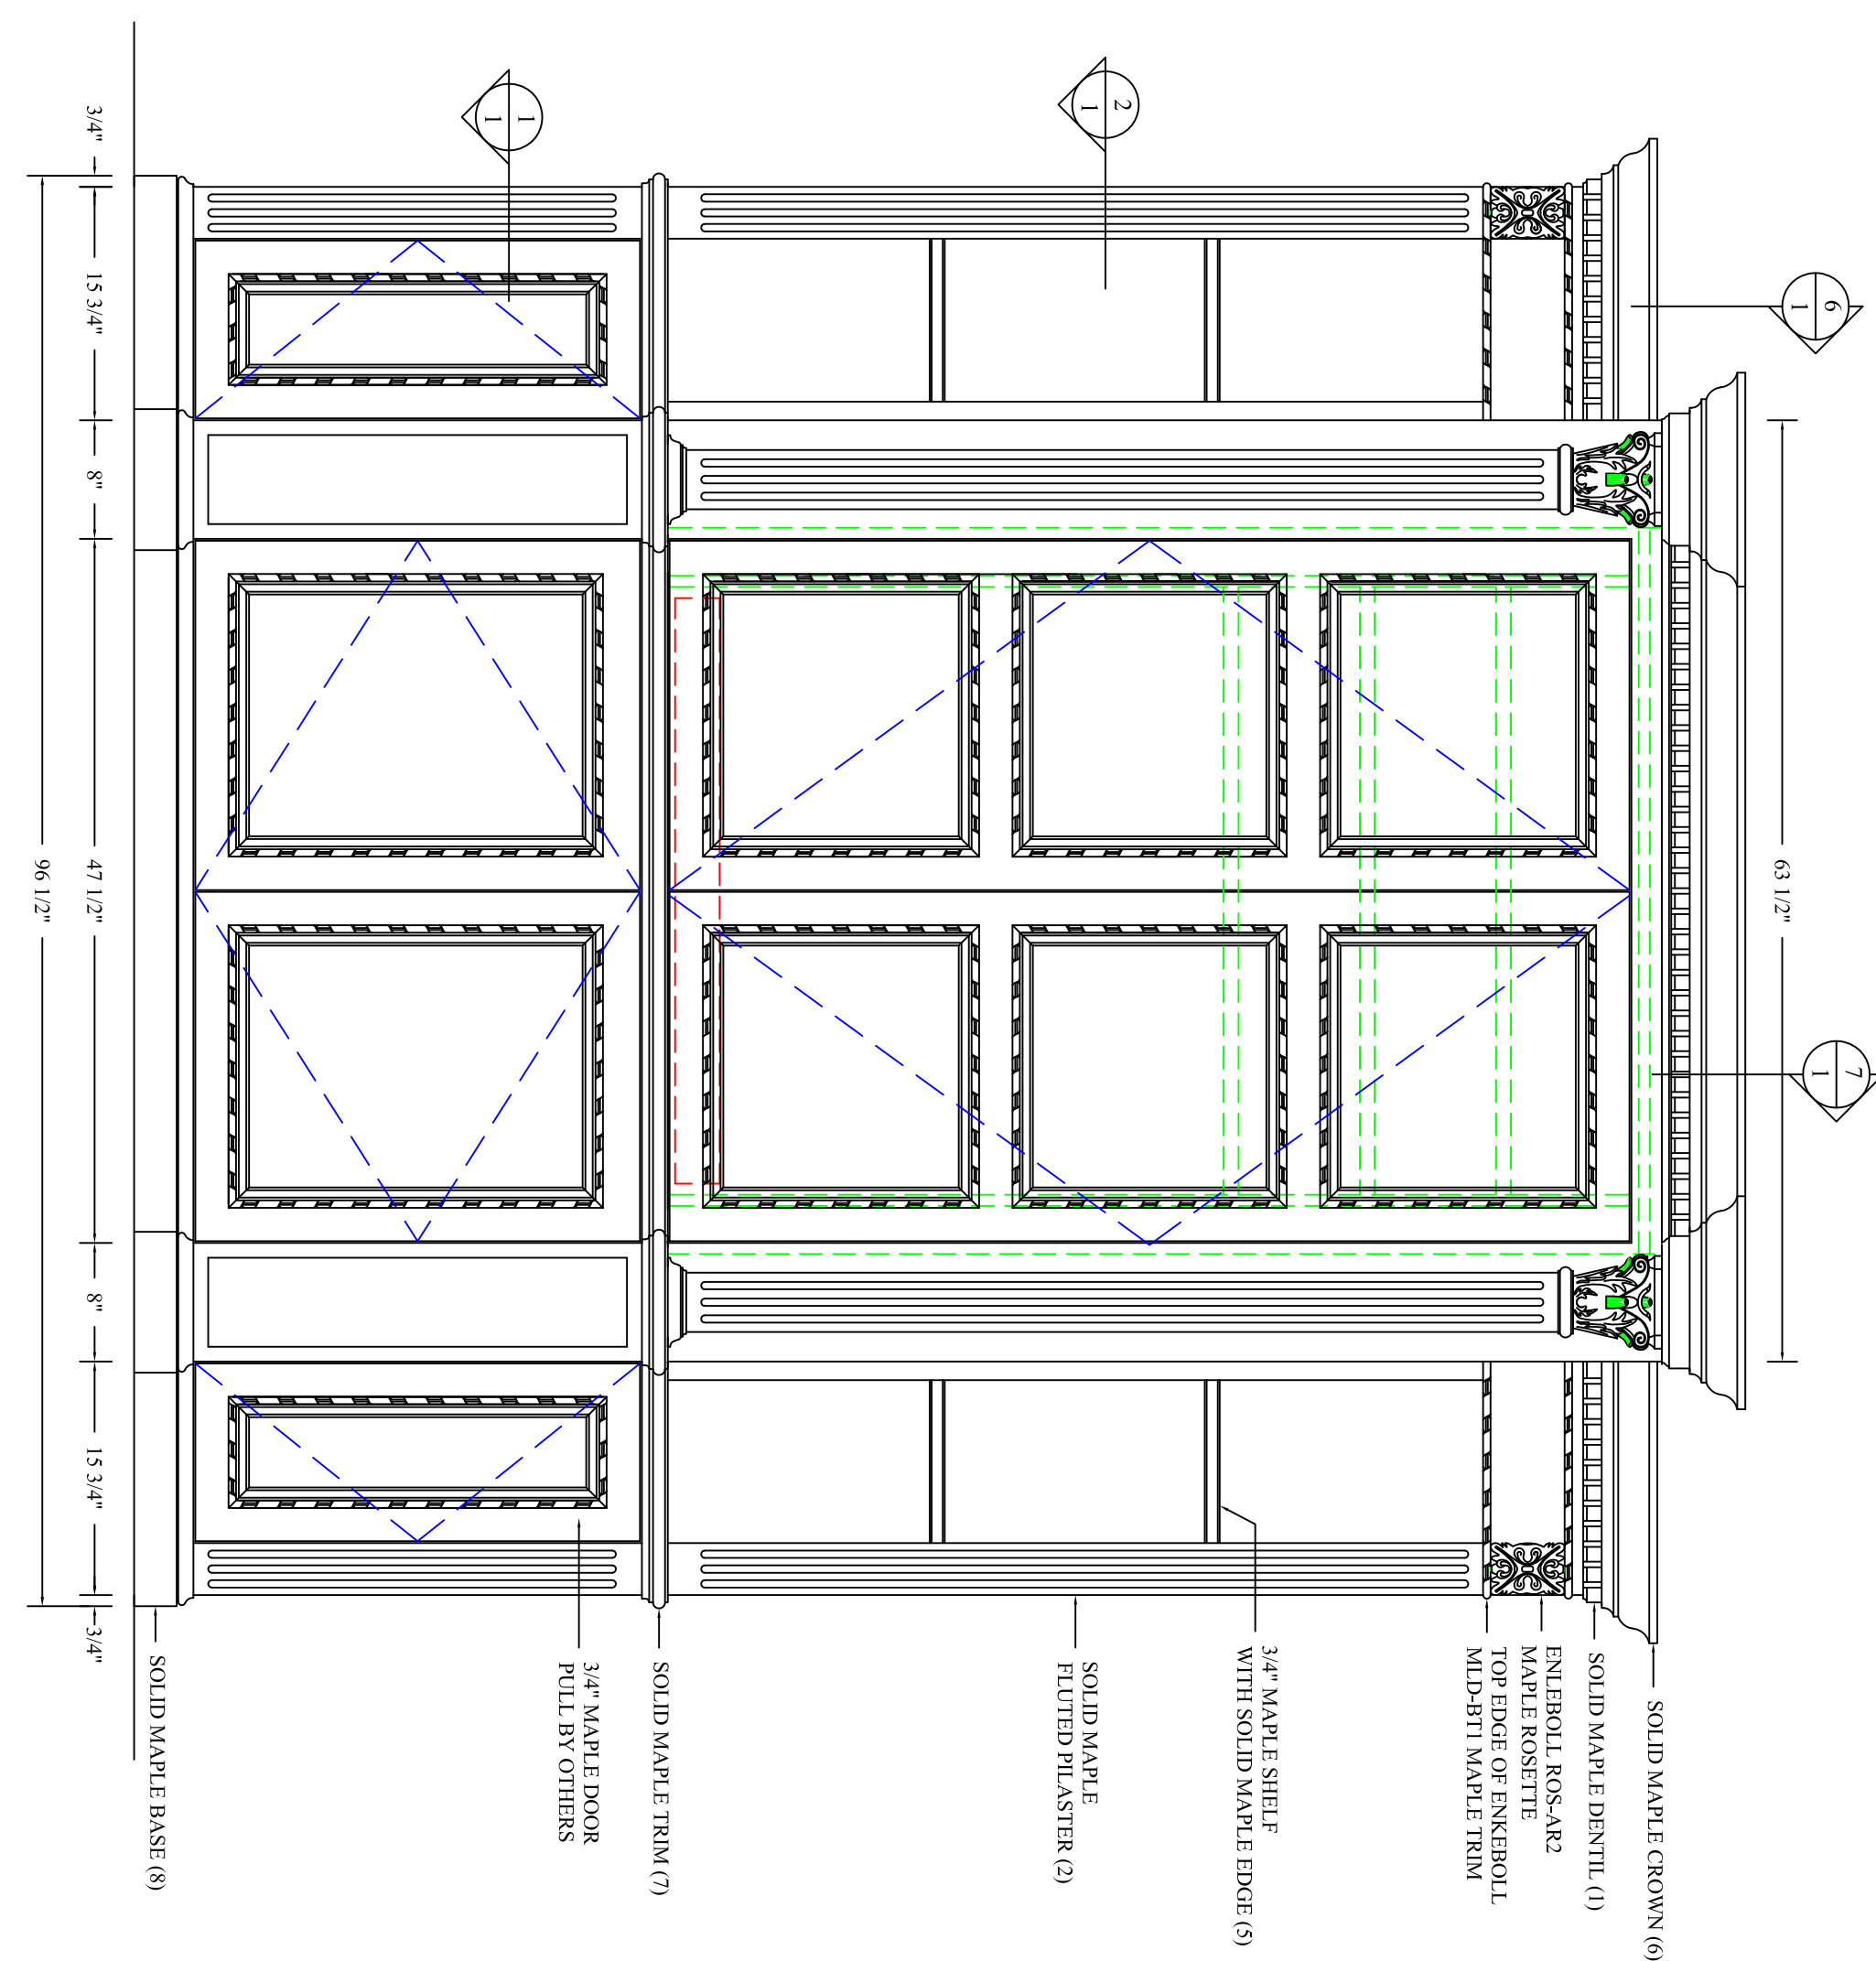 63 1/2"
6
1
7
1
2
1
1
1
SOLID MAPLE CROWN (6)
SOLID MAPLE DENTIL (1)
ENLEBOLL ROS-AR2
MAPLE ROSETTE
TOP EDGE OF ENKEBOLL
MLD-BT1 MAPLE TRIM
3/4" MAPLE SHELF
WITH SOLID MAPLE EDGE (5)
SOLID MAPLE
FLUTED PILASTER (2)
SOLID MAPLE TRIM (7)
3/4" MAPLE DOOR
PULL BY OTHERS
SOLID MAPLE BASE (8)
3/4"
15 3/4"
8"
47 1/2"
8"
15 3/4"
3/4"
96 1/2"